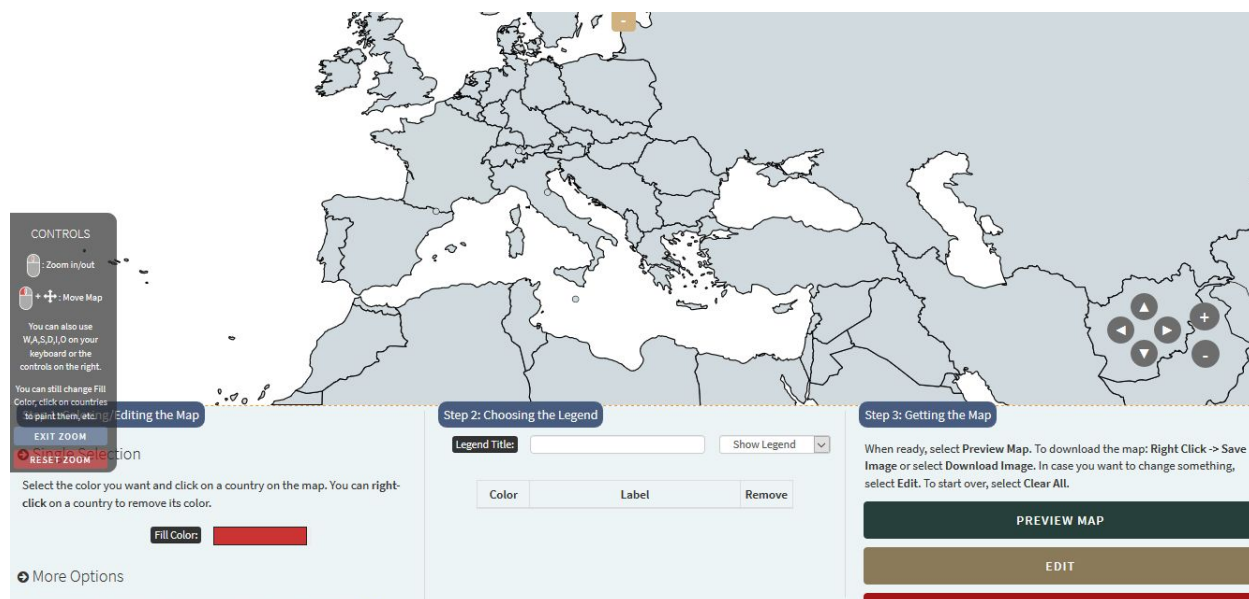 -
CONTROLS
: Zoom in/out
+ : Move Map
You can also use
W,A,S,D,I,O on your
keyboard or the
controls on the right.
You can still change Fill
Color, click on countries
to paint them, etc.
EXIT ZOOM
RESET ZOOM
+
-
/Editing the Map
Single Selection
Select the color you want and click on a country on the map. You can right-
click on a country to remove its color.
Fill Color:
More Options
Step 2: Choosing the Legend
Legend Title:
Show Legend
Color Label Remove
Step 3: Getting the Map
When ready, select Preview Map. To download the map: Right Click -> Save
Image or select Download Image. In case you want to change something,
select Edit. To start over, select Clear All.
PREVIEW MAP
EDIT